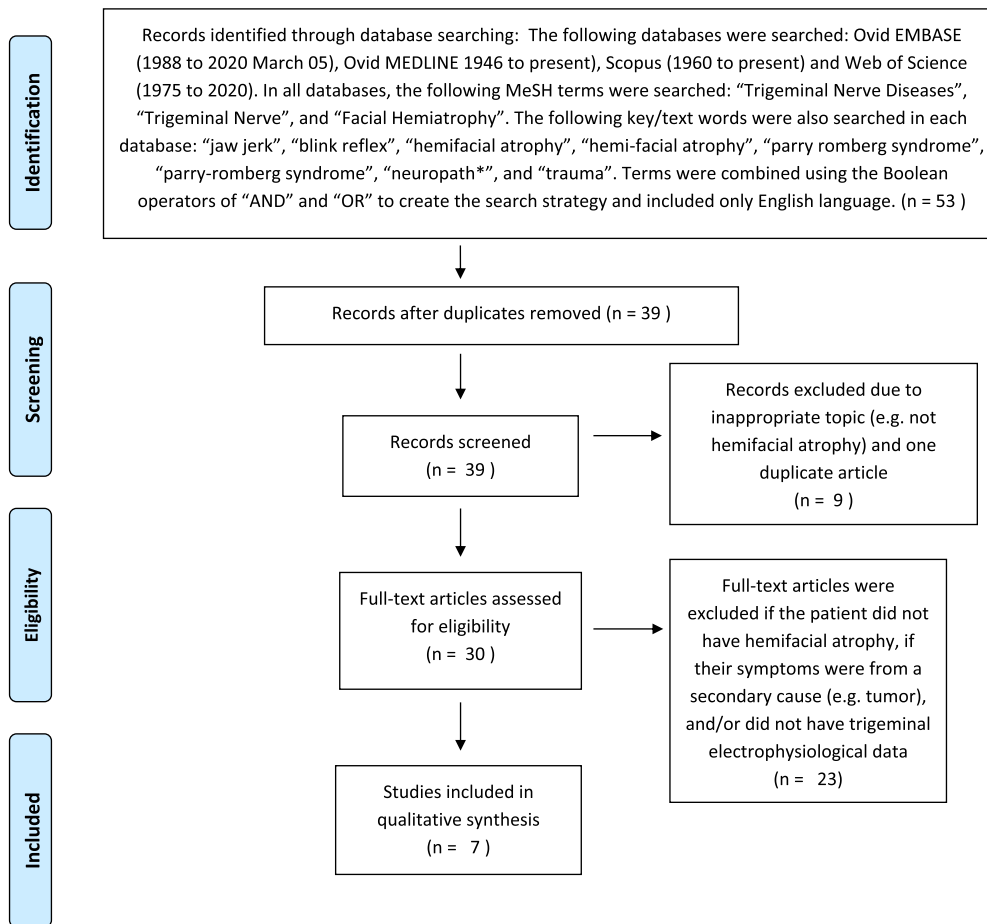 Identification
Records identified through database searching:  The following databases were searched: Ovid EMBASE
(1988 to 2020 March 05), Ovid MEDLINE 1946 to present), Scopus (1960 to present) and Web of Science
(1975 to 2020). In all databases, the following MeSH terms were searched: “Trigeminal Nerve Diseases”,
“Trigeminal Nerve”, and “Facial Hemiatrophy”. The following key/text words were also searched in each
database: “jaw jerk”, “blink reflex”, “hemifacial atrophy”, “hemi-facial atrophy”, “parry romberg syndrome”,
“parry-romberg syndrome”, “neuropath*”, and “trauma”. Terms were combined using the Boolean
operators of “AND” and “OR” to create the search strategy and included only English language. (n = 53 )
Screening
Records after duplicates removed (n = 39 )
Records screened
(n =  39 )
Records excluded due to
inappropriate topic (e.g. not
hemifacial atrophy) and one
duplicate article
(n =  9 )
Eligibility
Full-text articles assessed
for eligibility
(n =  30 )
Full-text articles were
excluded if the patient did not
have hemifacial atrophy, if
their symptoms were from a
secondary cause (e.g. tumor),
and/or did not have trigeminal
electrophysiological data
(n =   23)
Included
Studies included in
qualitative synthesis
(n =   7 )